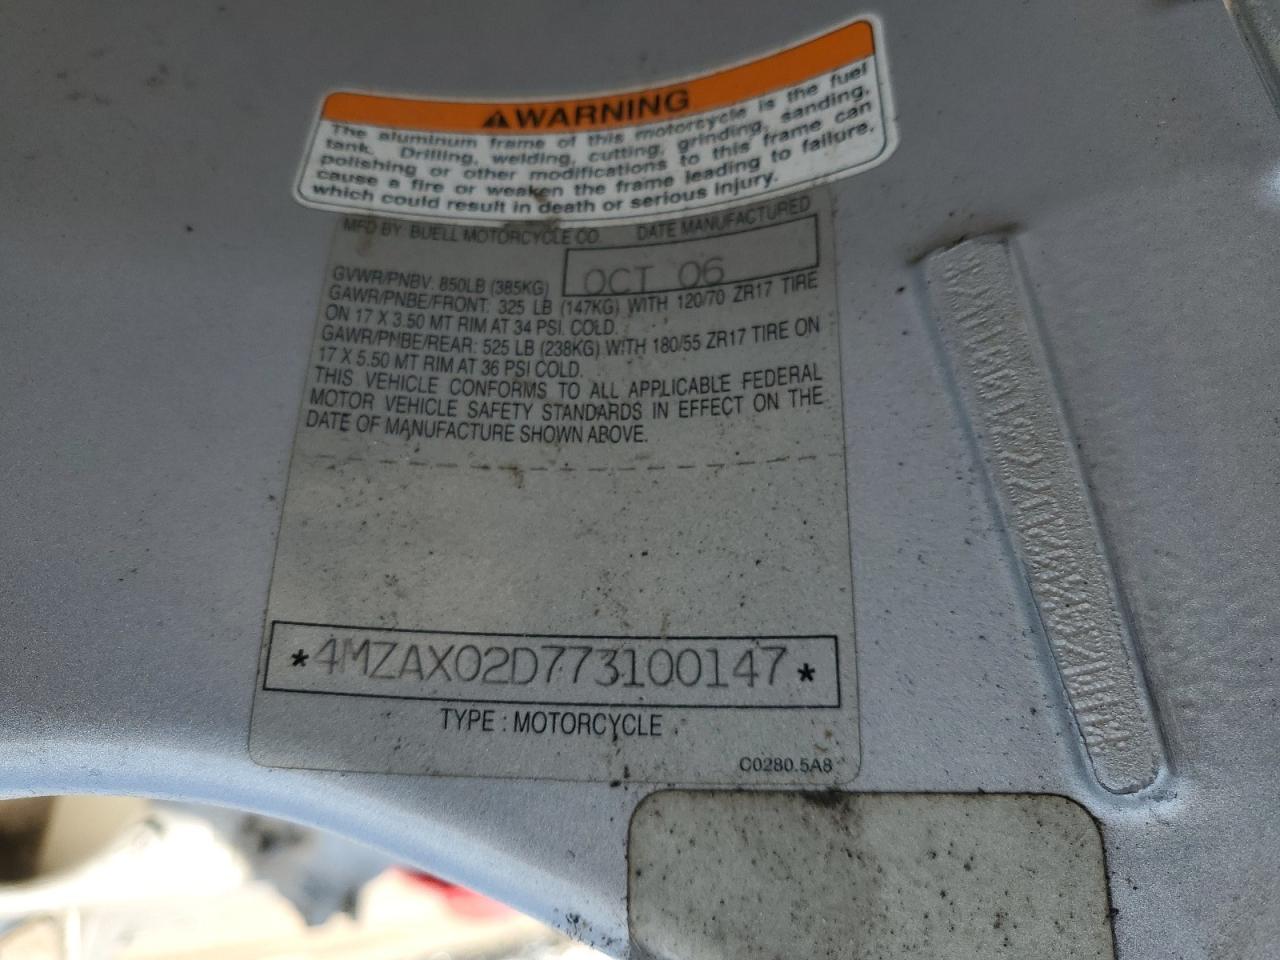 ⚠WARNING
The aluminum frame of this motorcycle is the fuel
tank. Drilling, welding, cutting, grinding, sanding,
polishing or other modifications to this frame can
cause a fire or weaken the frame leading to failure,
which could result in death or serious injury.
MFD BY BUELL MOTORCYCLE CO. DATE MANUFACTURED
OCT 06
GVWR/PNBV: 850LB (385KG)
GAWR/PNBE/FRONT: 325 LB (147KG) WITH 120/70 ZR17 TIRE
ON 17 X 3.50 MT RIM AT 34 PSI. COLD.
GAWR/PNBE/REAR: 525 LB (238KG) WITH 180/55 ZR17 TIRE ON
17 X 5.50 MT RIM AT 36 PSI COLD.
THIS VEHICLE CONFORMS TO ALL APPLICABLE FEDERAL
MOTOR VEHICLE SAFETY STANDARDS IN EFFECT ON THE
DATE OF MANUFACTURE SHOWN ABOVE.
*4MZAX02D773100147*
TYPE : MOTORCYCLE
C0280.5A8